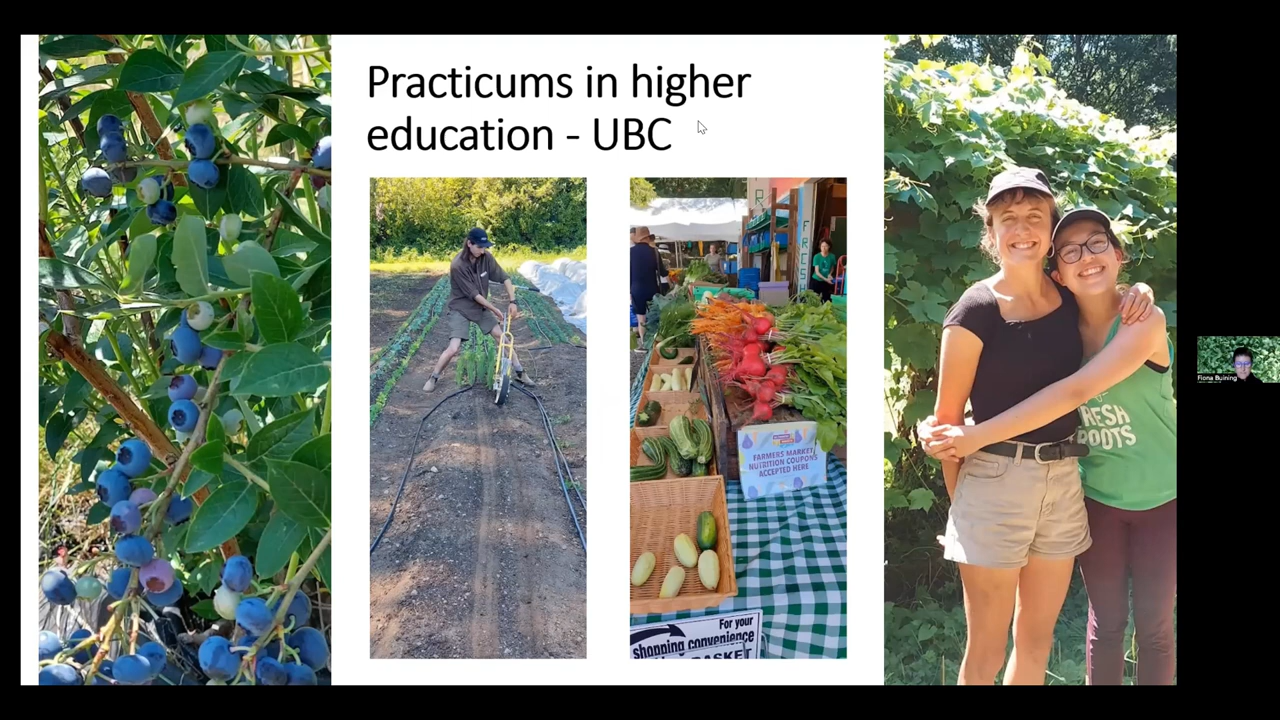 Practicums in higher
education - UBC
FARMERS MARKET
NUTRITION COUPONS
ACCEPTED HERE
For your
shopping convenience
BASKET
FRESH
ROOTS
Fiona Buining